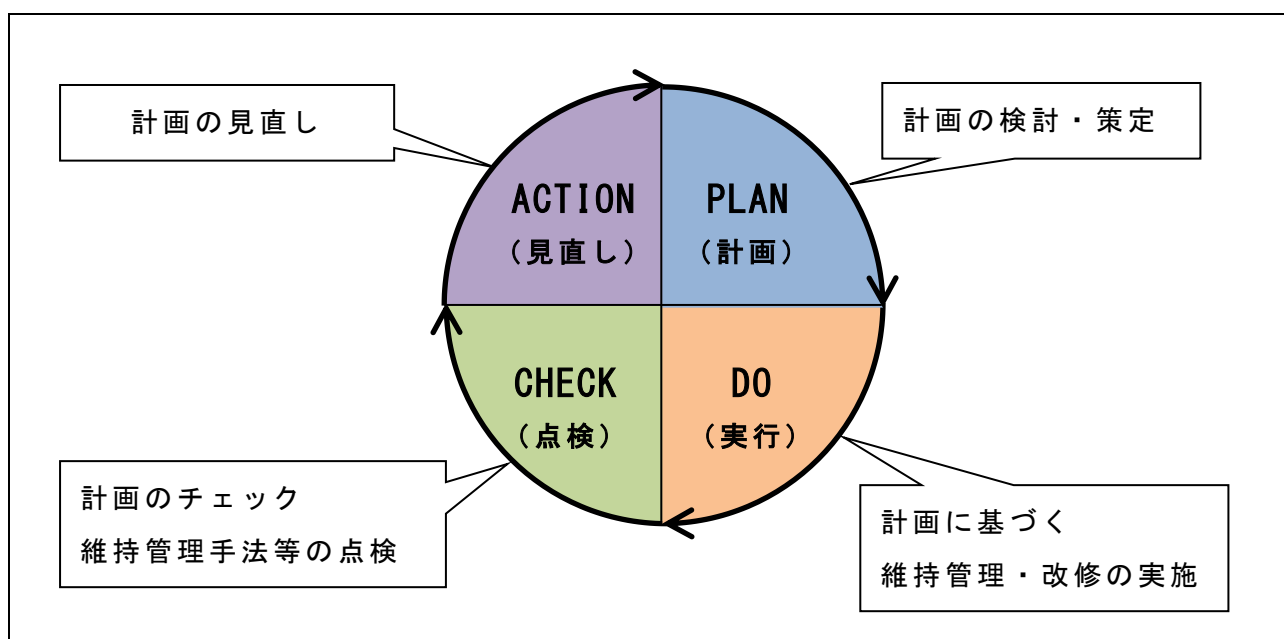 計画の見直し
計画の検討・策定
ACTION
(見直し)
PLAN
(計画)
CHECK
(点検)
DO
(実行)
計画のチェック
維持管理手法等の点検
計画に基づく
維持管理・改修の実施